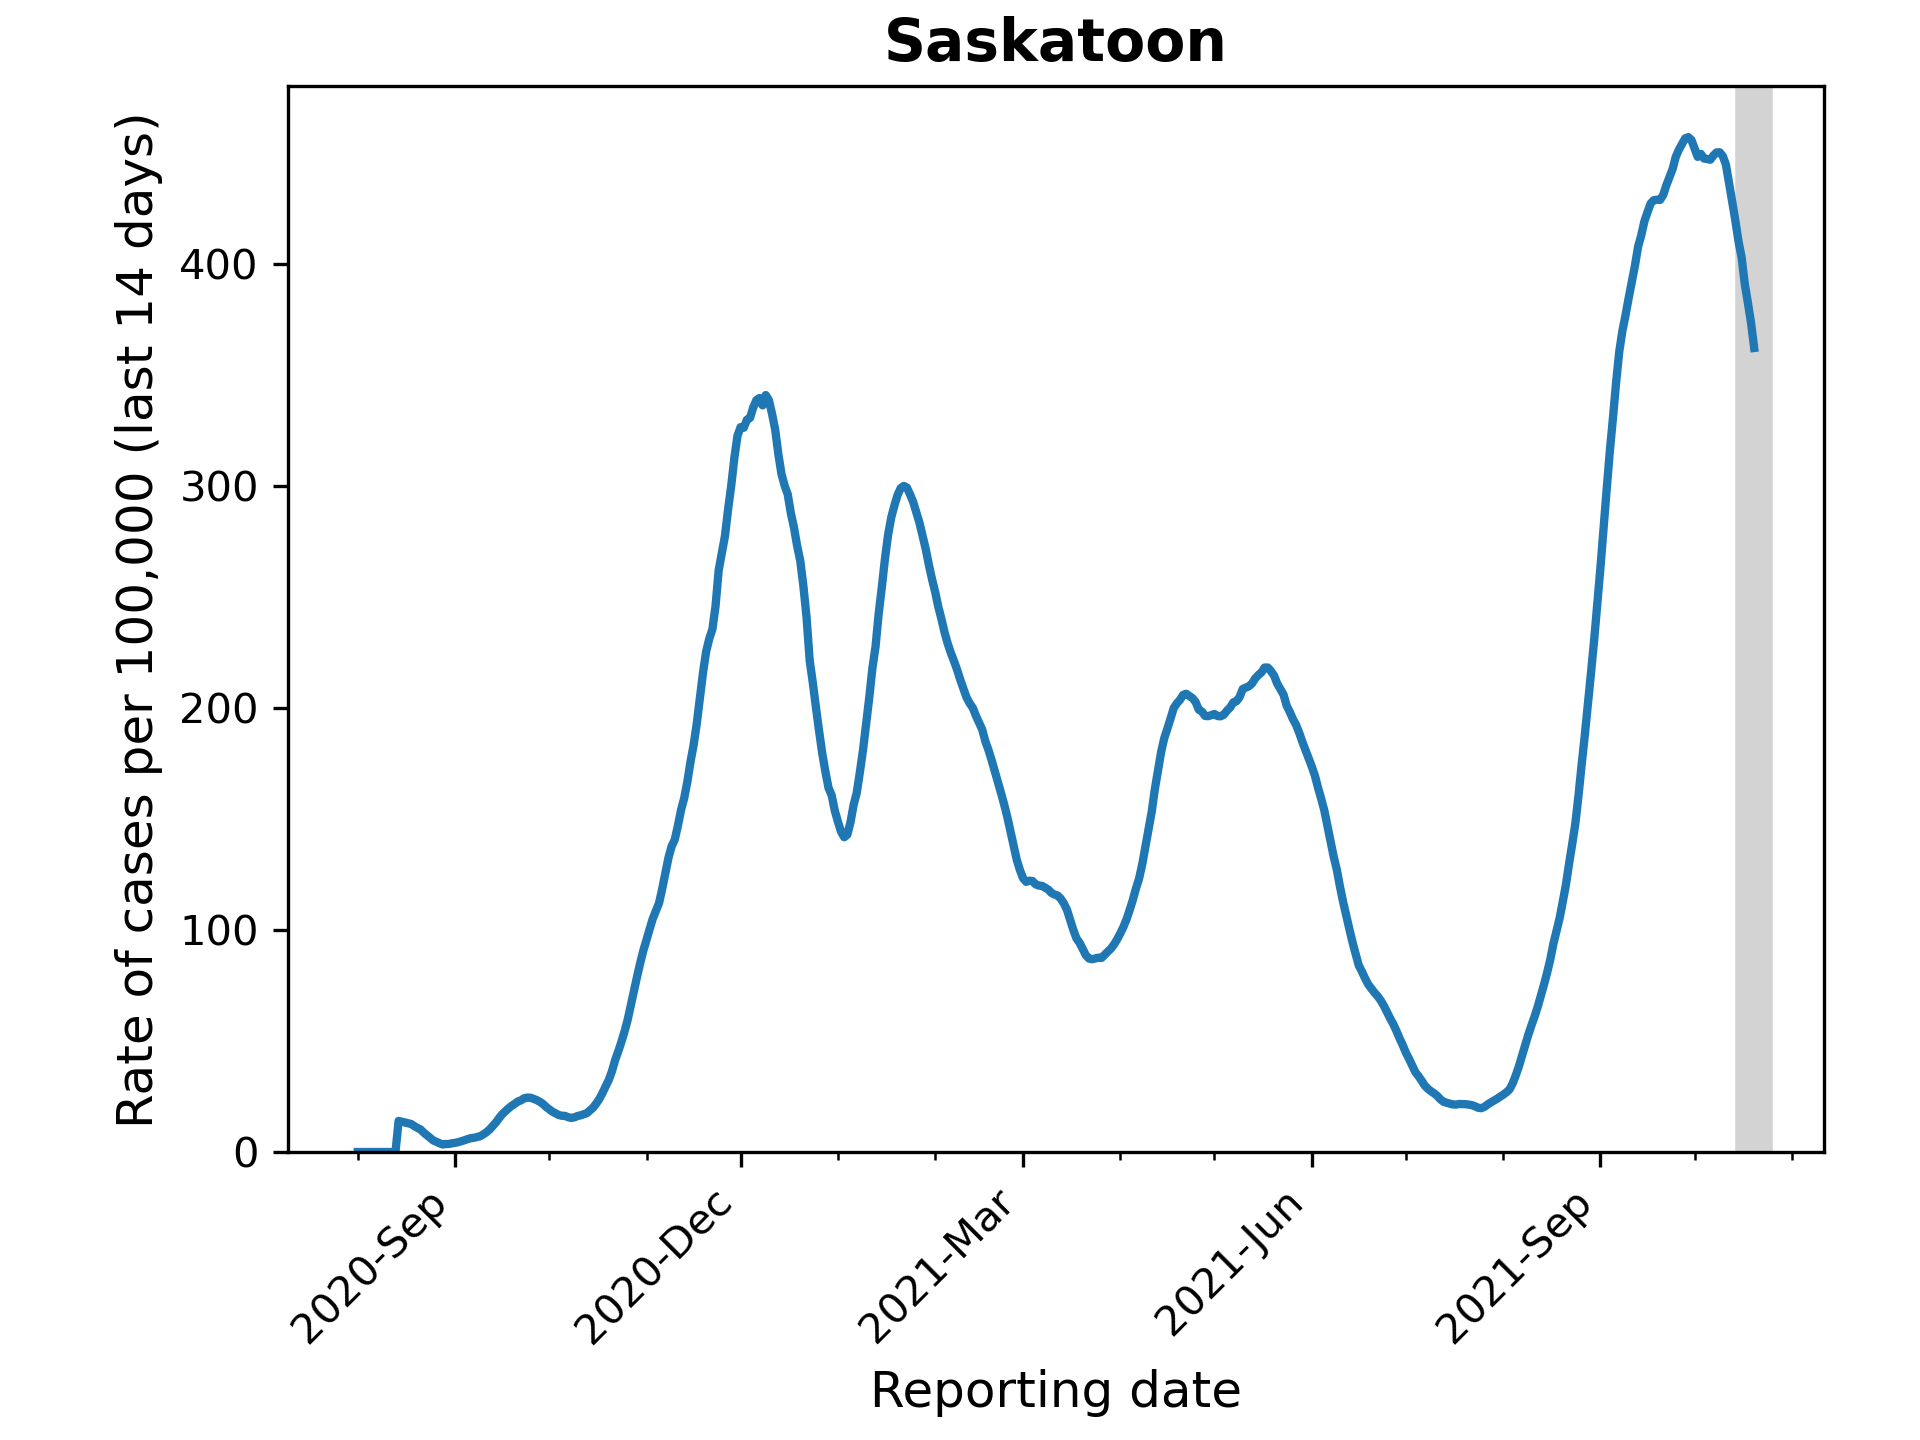 Saskatoon
Rate of cases per 100,000 (last 14 days)
400
300
200
100
0
2020-Sep
2020-Dec
2021-Mar
2021-Jun
2021-Sep
Reporting date